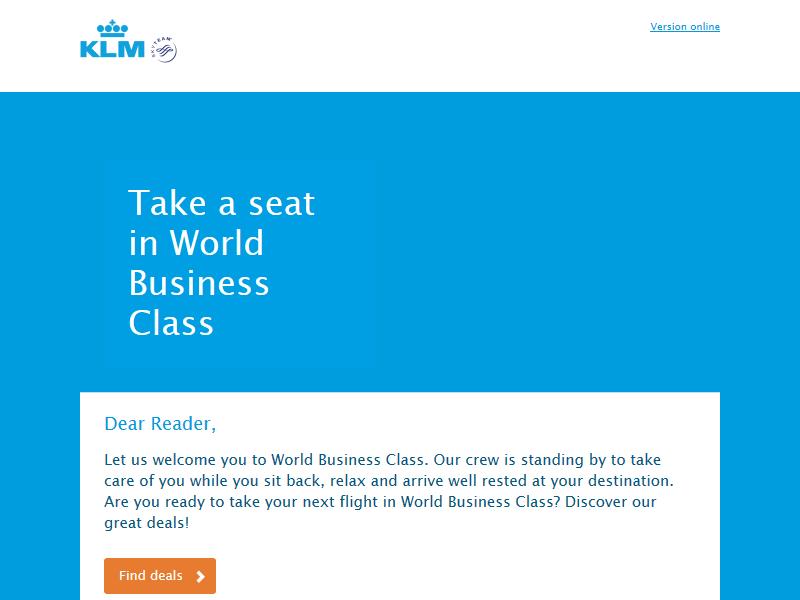 KLM SKYTEAM
Version online
Take a seat
in World
Business
Class
Dear Reader,
Let us welcome you to World Business Class. Our crew is standing by to take
care of you while you sit back, relax and arrive well rested at your destination.
Are you ready to take your next flight in World Business Class? Discover our
great deals!
Find deals